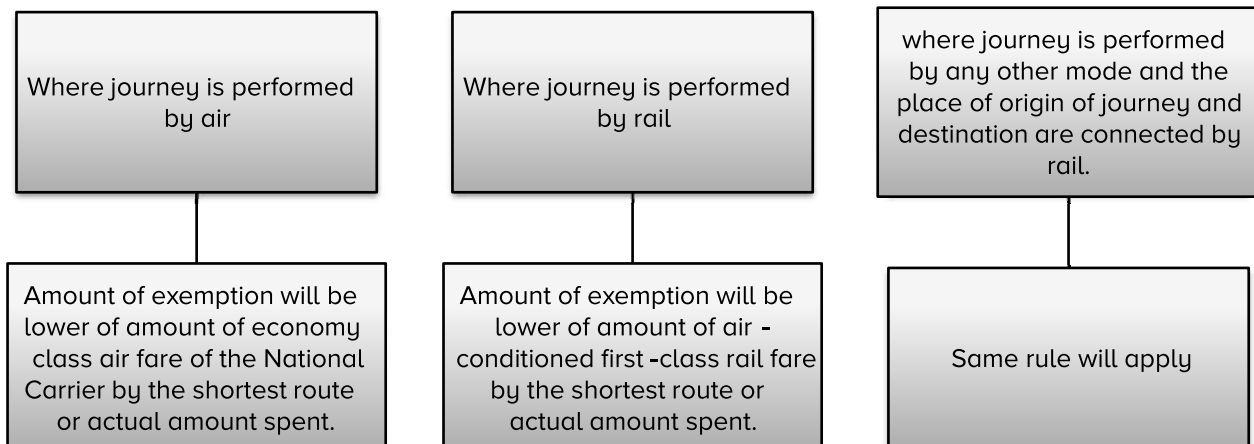 Where journey is performed
by air
Where journey is performed
by rail
where journey is performed
by any other mode and the
place of origin of journey and
destination are connected by
rail.
Amount of exemption will be
lower of amount of economy
class air fare of the National
Carrier by the shortest route
or actual amount spent.
Amount of exemption will be
lower of amount of air -
conditioned first -class rail fare
by the shortest route or
actual amount spent.
Same rule will apply